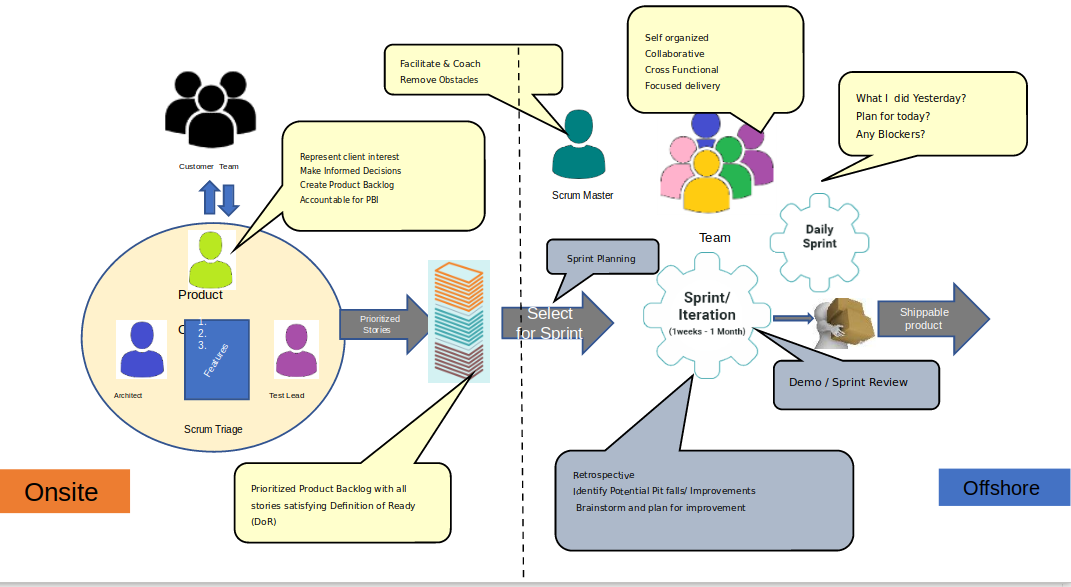 Facilitate & Coach
Remove Obstacles
Self organized
Collaborative
Cross Functional
Focused delivery
What I  did Yesterday?
Plan for today?
Any Blockers?
Customer  Team
Represent client interest
Make Informed Decisions
Create Product Backlog
Accountable for PBI
Scrum Master
Team
Daily
Sprint
Product
1.
2.
3.
Features
Architect
Test Lead
Scrum Triage
Prioritized
Stories
Sprint Planning
Select
for Sprint
Sprint/
Iteration
(1weeks - 1 Month)
Shippable
product
Demo / Sprint Review
Prioritized Product Backlog with all
stories satisfying Definition of Ready
(DoR)
Retrospective
Identify Potential Pit falls/ Improvements
Brainstorm and plan for improvement
Onsite
Offshore